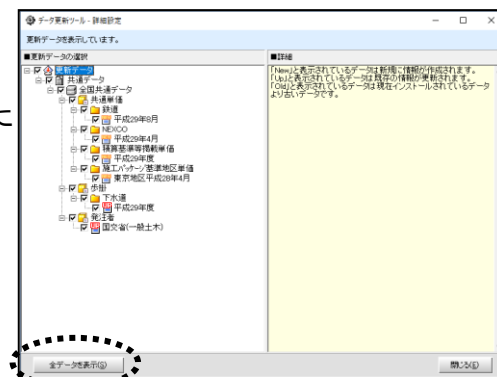 データ更新ツール - 詳細設定
更新データを表示しています。
■更新データの選択
更新データ
共通データ
全国共通データ
共通単価
鉄道
平成29年8月
NEXCO
平成29年4月
積算基準等掲載単価
平成29年度
施工パッケージ基準地区単価
東京地区平成28年4月
歩掛
下水道
平成29年度
発注者
国交省(一般土木)
■詳細
「New」と表示されているデータは新規に情報が作成されます。
「Up」と表示されているデータは既存の情報が更新されます。
「Old」と表示されているデータは現在インストールされているデータ
より古いデータです。
に
全データを表示(S)
閉じる(E)